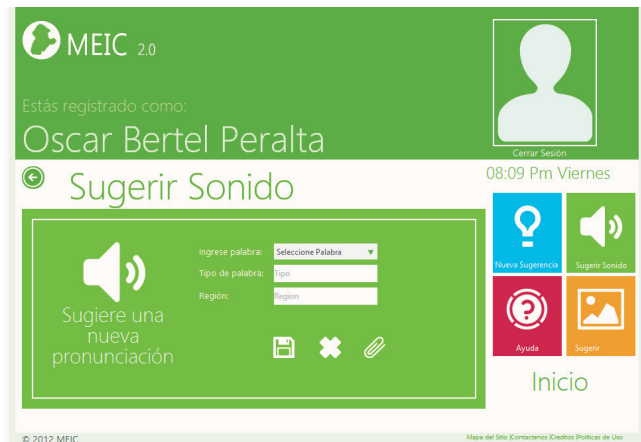 MEIC 2.0
Estás registrado como:
Oscar Bertel Peralta
Cerrar Sesión
Sugerir Sonido
08:09 Pm Viernes
Sugiere una
nueva
pronunciación
Ingrese palabra: Seleccione Palabra
Tipo de palabra: Tipo
Región: Region
Nueva Sugerencia
Sugerir Sonido
Ayuda
Sugerir
Inicio
© 2012 MEIC
Mapa del Sitio |Contactenos |Creditos |Politicas de Uso